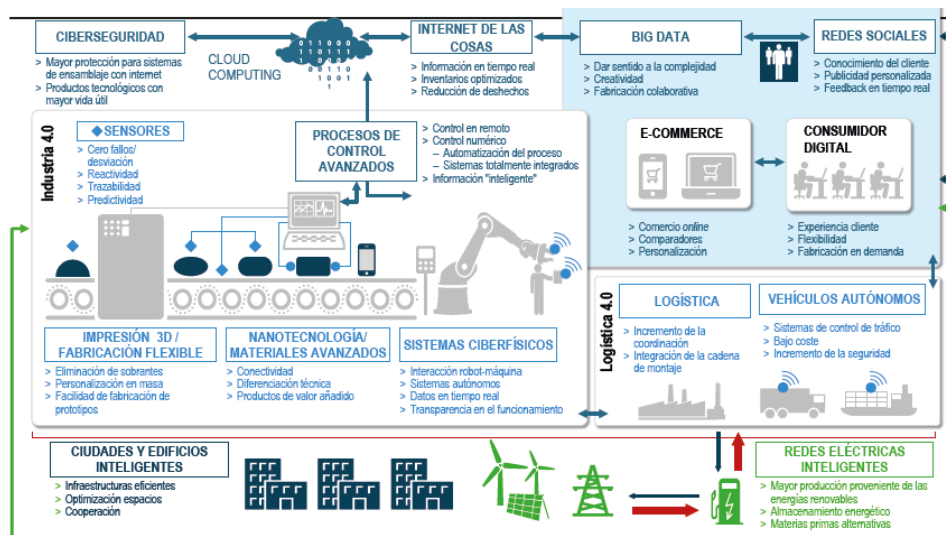 CIBERSEGURIDAD
> Mayor protección para sistemas
de ensamblaje con internet
> Productos tecnológicos con
mayor vida útil
011000
0110011
01110
1101
01
CLOUD
COMPUTING
INTERNET DE LAS
COSAS
> Información en tiempo real
> Inventarios optimizados
> Reducción de deshechos
BIG DATA
> Dar sentido a la complejidad
> Creatividad
> Fabricación colaborativa
REDES SOCIALES
> Conocimiento del cliente
> Publicidad personalizada
> Feedback en tiempo real
Industria 4.0
SENSORES
> Cero fallos/
desviación
> Reactividad
> Trazabilidad
> Predictividad
PROCESOS DE
CONTROL
AVANZADOS
> Control en remoto
> Control numérico
– Automatización del proceso
– Sistemas totalmente integrados
> Información "inteligente"
E-COMMERCE
> Comercio online
> Comparadores
> Personalización
CONSUMIDOR
DIGITAL
> Experiencia cliente
> Flexibilidad
> Fabricación en demanda
IMPRESIÓN 3D /
FABRICACIÓN FLEXIBLE
> Eliminación de sobrantes
> Personalización en masa
> Facilidad de fabricación de
prototipos
NANOTECNOLOGÍA/
MATERIALES AVANZADOS
> Conectividad
> Diferenciación técnica
> Productos de valor añadido
SISTEMAS CIBERFÍSICOS
> Interacción robot-máquina
> Sistemas autónomos
> Datos en tiempo real
> Transparencia en el funcionamiento
Logística 4.0
LOGÍSTICA
> Incremento de la
coordinación
> Integración de la cadena
de montaje
VEHÍCULOS AUTÓNOMOS
> Sistemas de control de tráfico
> Bajo coste
> Incremento de la seguridad
CIUDADES Y EDIFICIOS
INTELIGENTES
> Infraestructuras eficientes
> Optimización espacios
> Cooperación
REDES ELÉCTRICAS
INTELIGENTES
> Mayor producción proveniente de las
energías renovables
> Almacenamiento energético
> Materias primas alternativas